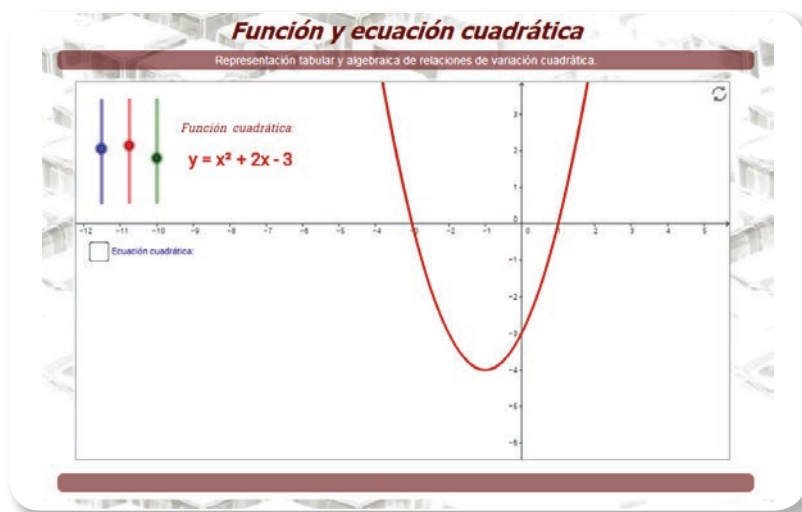 Función y ecuación cuadrática
Representación tabular y algebraica de relaciones de variación cuadrática.
Función cuadrática:
y = x² + 2x - 3
3
2
1
0
-12 -11 -10 -9 -8 -7 -6 -5 -4 -3 -2 -1 0 1 2 3 4 5
Ecuación cuadrática:
-1
-2
-3
-4
-5
-6